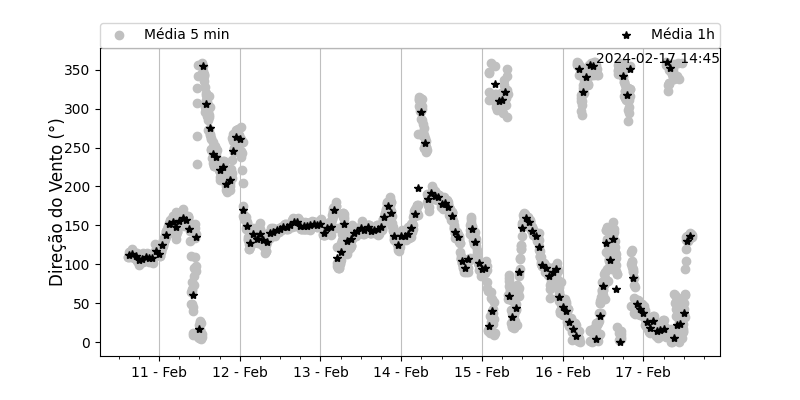 Média 5 min
Média 1h
2024-02-17 14:45
Direção do Vento (°)
350
300
250
200
150
100
50
0
11 - Feb
12 - Feb
13 - Feb
14 - Feb
15 - Feb
16 - Feb
17 - Feb